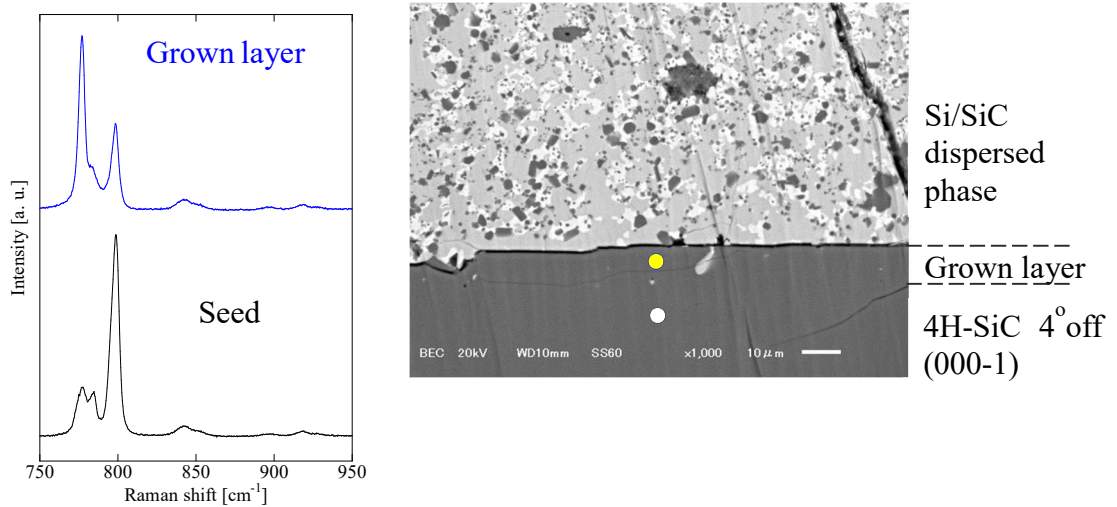 Grown layer
Seed
Intensity [a. u.]
750 800 850 900 950
Raman shift [cm-1]
BEC 20kV WD10mm SS60 x1,000 10μm
Si/SiC
dispersed
phase
Grown layer
4H-SiC 4°off
(000-1)